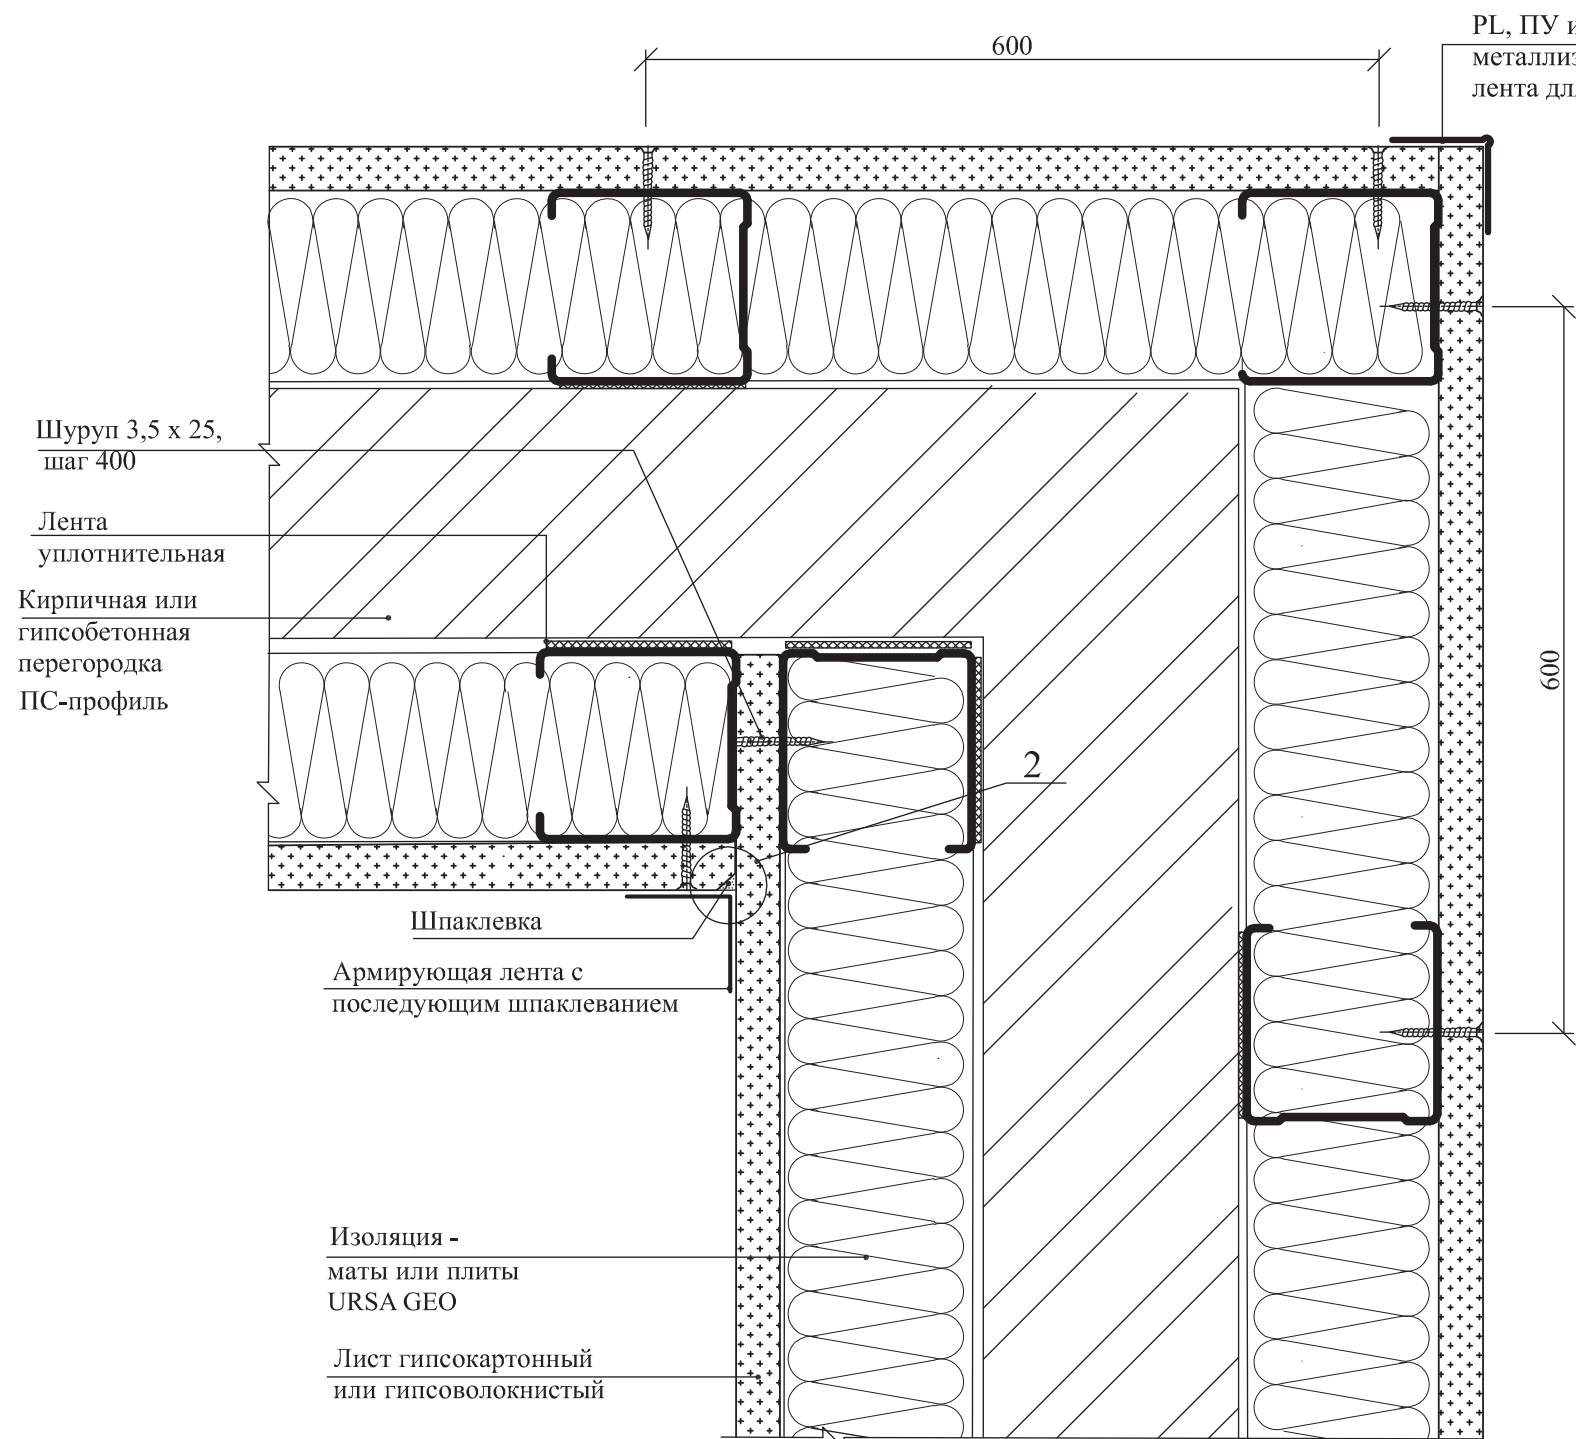 600
PL, ПУ и
металлиз
лента дл
Шуруп 3,5 x 25,
шаг 400
Лента
уплотнительная
Кирпичная или
гипсобетонная
перегородка
ПС-профиль
600
2
Шпаклевка
Армирующая лента с
последующим шпаклеванием
Изоляция -
маты или плиты
URSA GEO
Лист гипсокартонный
или гипсоволокнистый